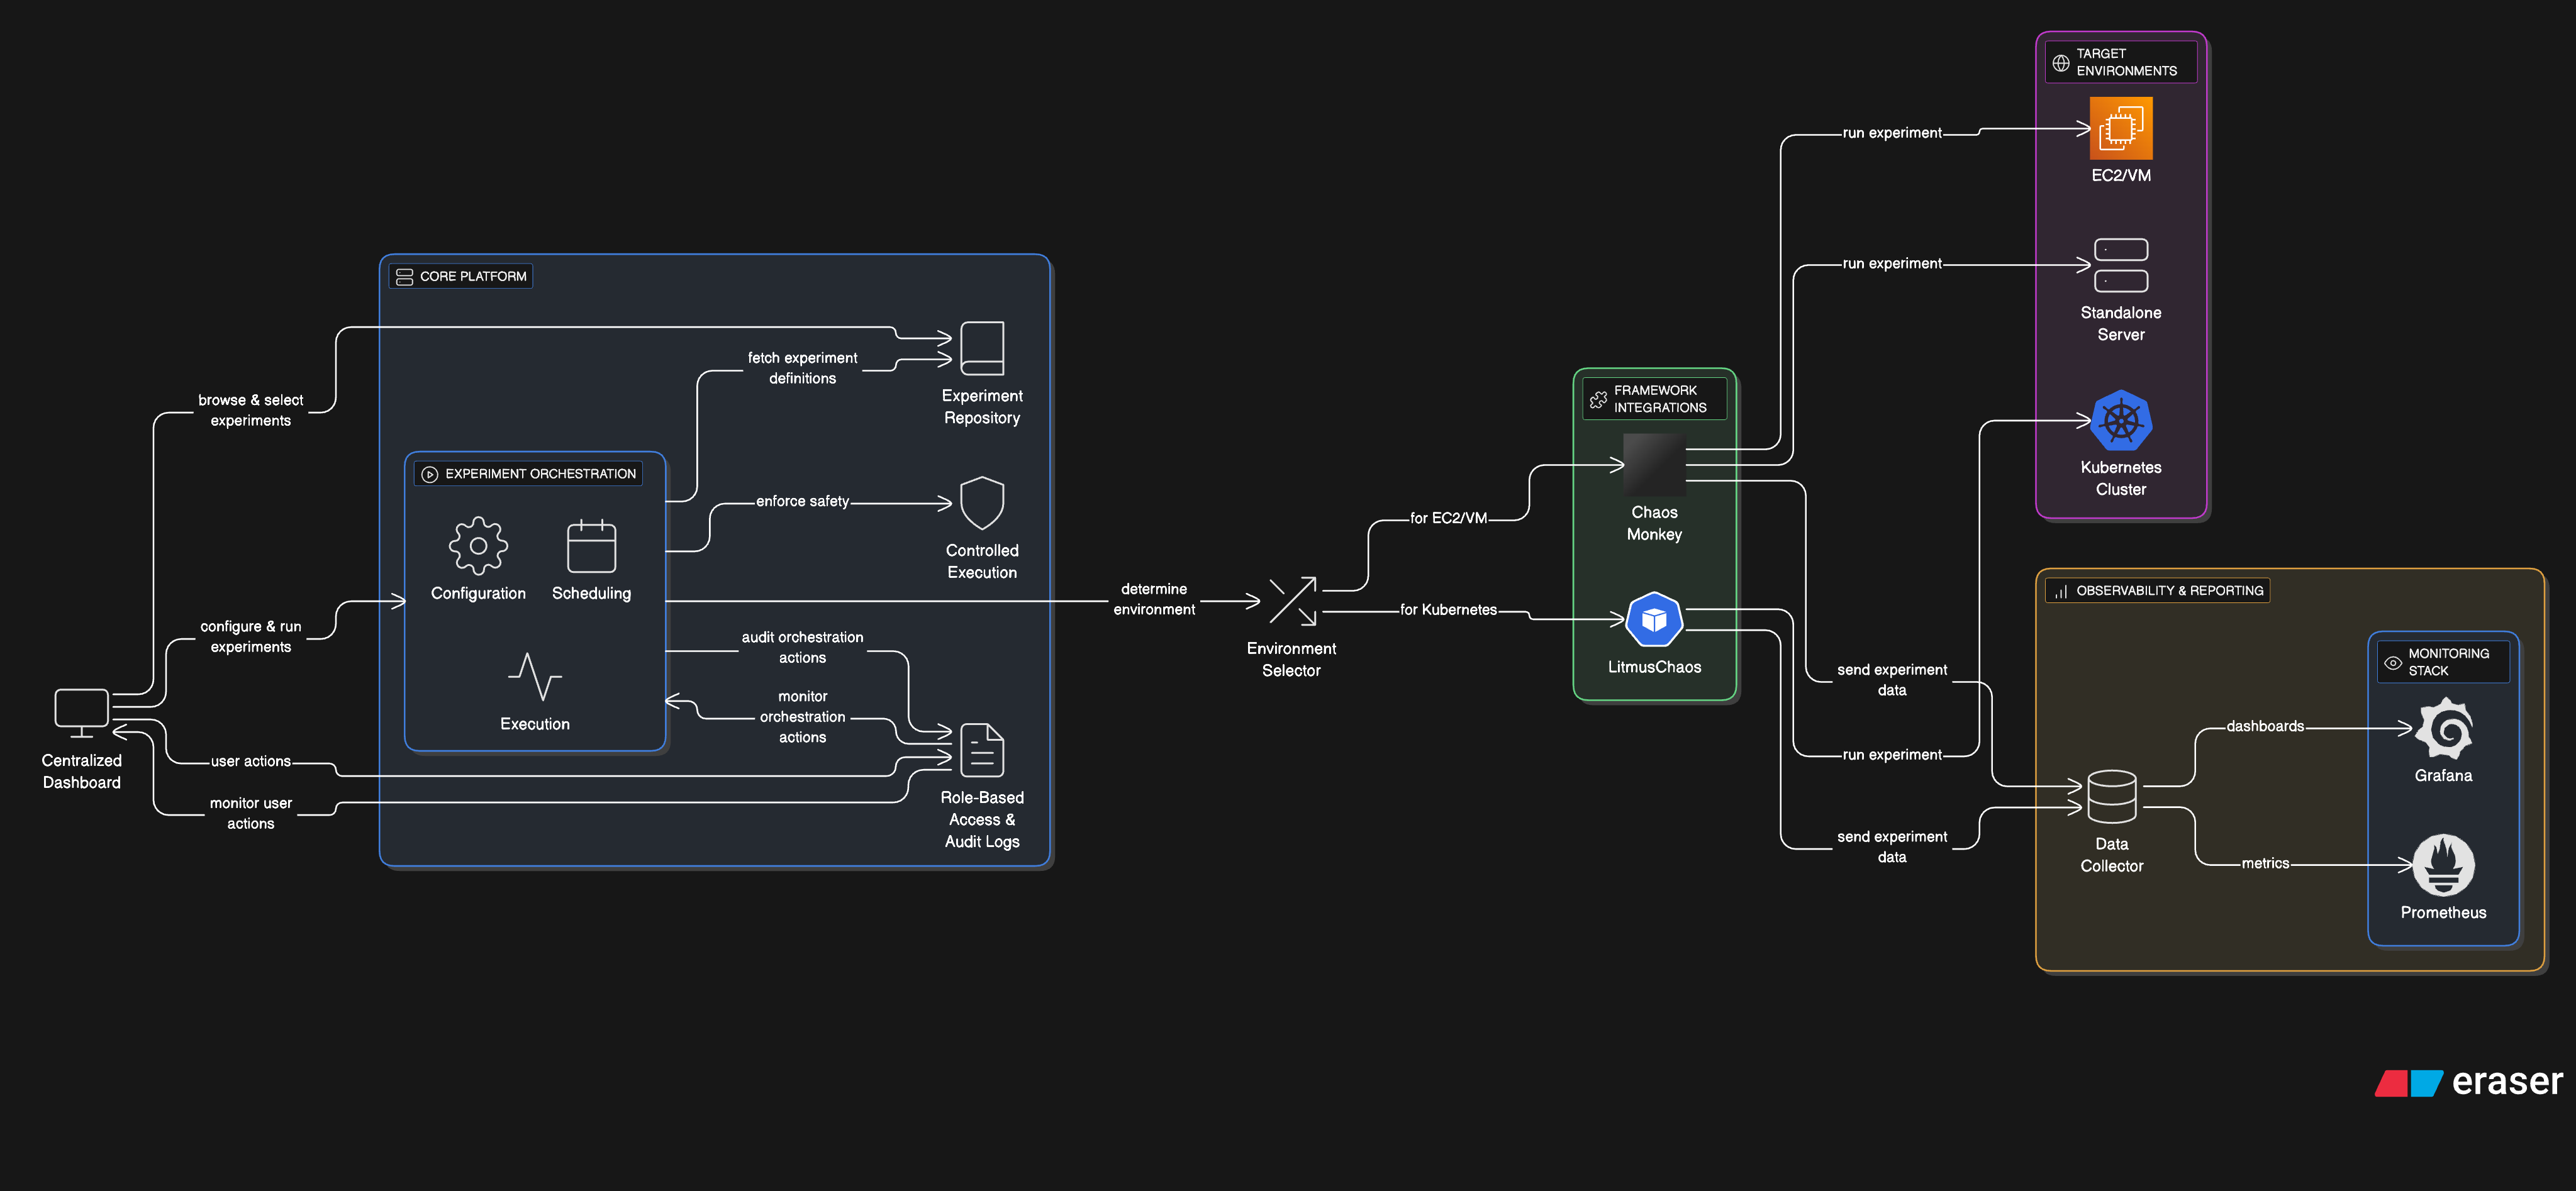 TARGET
ENVIRONMENTS
run experiment
EC2/VM
run experiment
Standalone
Server
Kubernetes
Cluster
CORE PLATFORM
browse & select
experiments
fetch experiment
definitions
Experiment
Repository
EXPERIMENT ORCHESTRATION
Configuration
Scheduling
Execution
enforce safety
Controlled
Execution
configure & run
experiments
audit orchestration
actions
monitor
orchestration
actions
Centralized
Dashboard
user actions
monitor user
actions
Role-Based
Access &
Audit Logs
determine
environment
Environment
Selector
for EC2/VM
for Kubernetes
FRAMEWORK
INTEGRATIONS
Chaos
Monkey
LitmusChaos
send experiment
data
run experiment
send experiment
data
OBSERVABILITY & REPORTING
Data
Collector
dashboards
metrics
MONITORING
STACK
Grafana
Prometheus
eraser